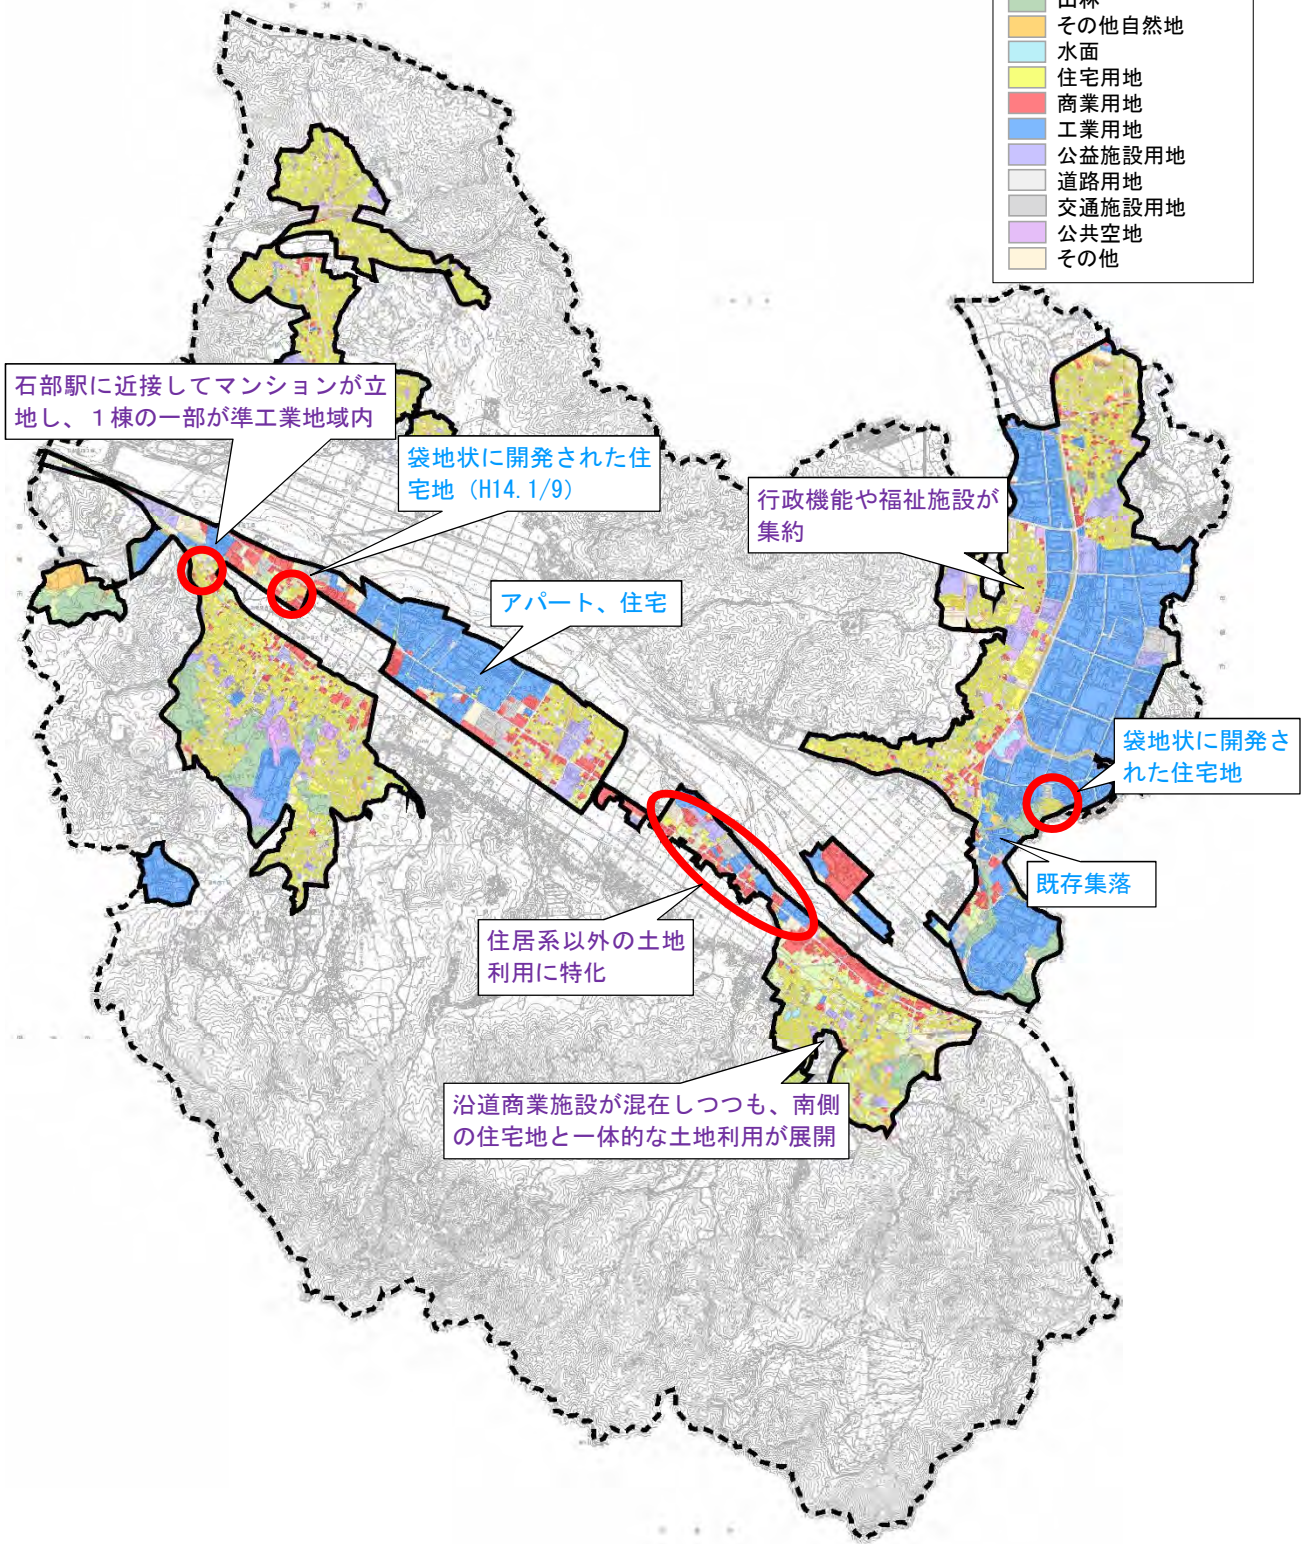 山林
その他自然地
水面
住宅用地
商業用地
工業用地
公益施設用地
道路用地
交通施設用地
公共空地
その他
石部駅に近接してマンションが立
地し、1棟の一部が準工業地域内
袋地状に開発された住
宅地（H14.1/9）
行政機能や福祉施設が
集約
アパート、住宅
袋地状に開発さ
れた住宅地
既存集落
住居系以外の土地
利用に特化
沿道商業施設が混在しつつも、南側
の住宅地と一体的な土地利用が展開